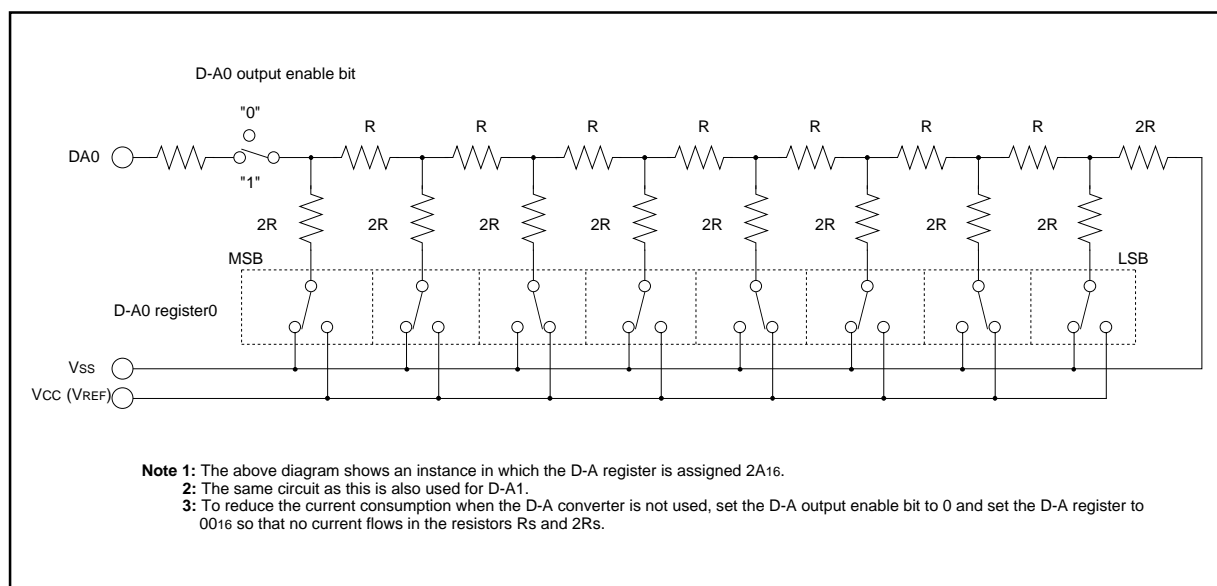 D-A0 output enable bit
"0"
R R R R R R R 2R
DA0
"1"
2R 2R 2R 2R 2R 2R 2R 2R
MSB LSB
D-A0 register0
VSS
VCC (VREF)
Note 1: The above diagram shows an instance in which the D-A register is assigned 2A16.
2: The same circuit as this is also used for D-A1.
3: To reduce the current consumption when the D-A converter is not used, set the D-A output enable bit to 0 and set the D-A register to
0016 so that no current flows in the resistors Rs and 2Rs.